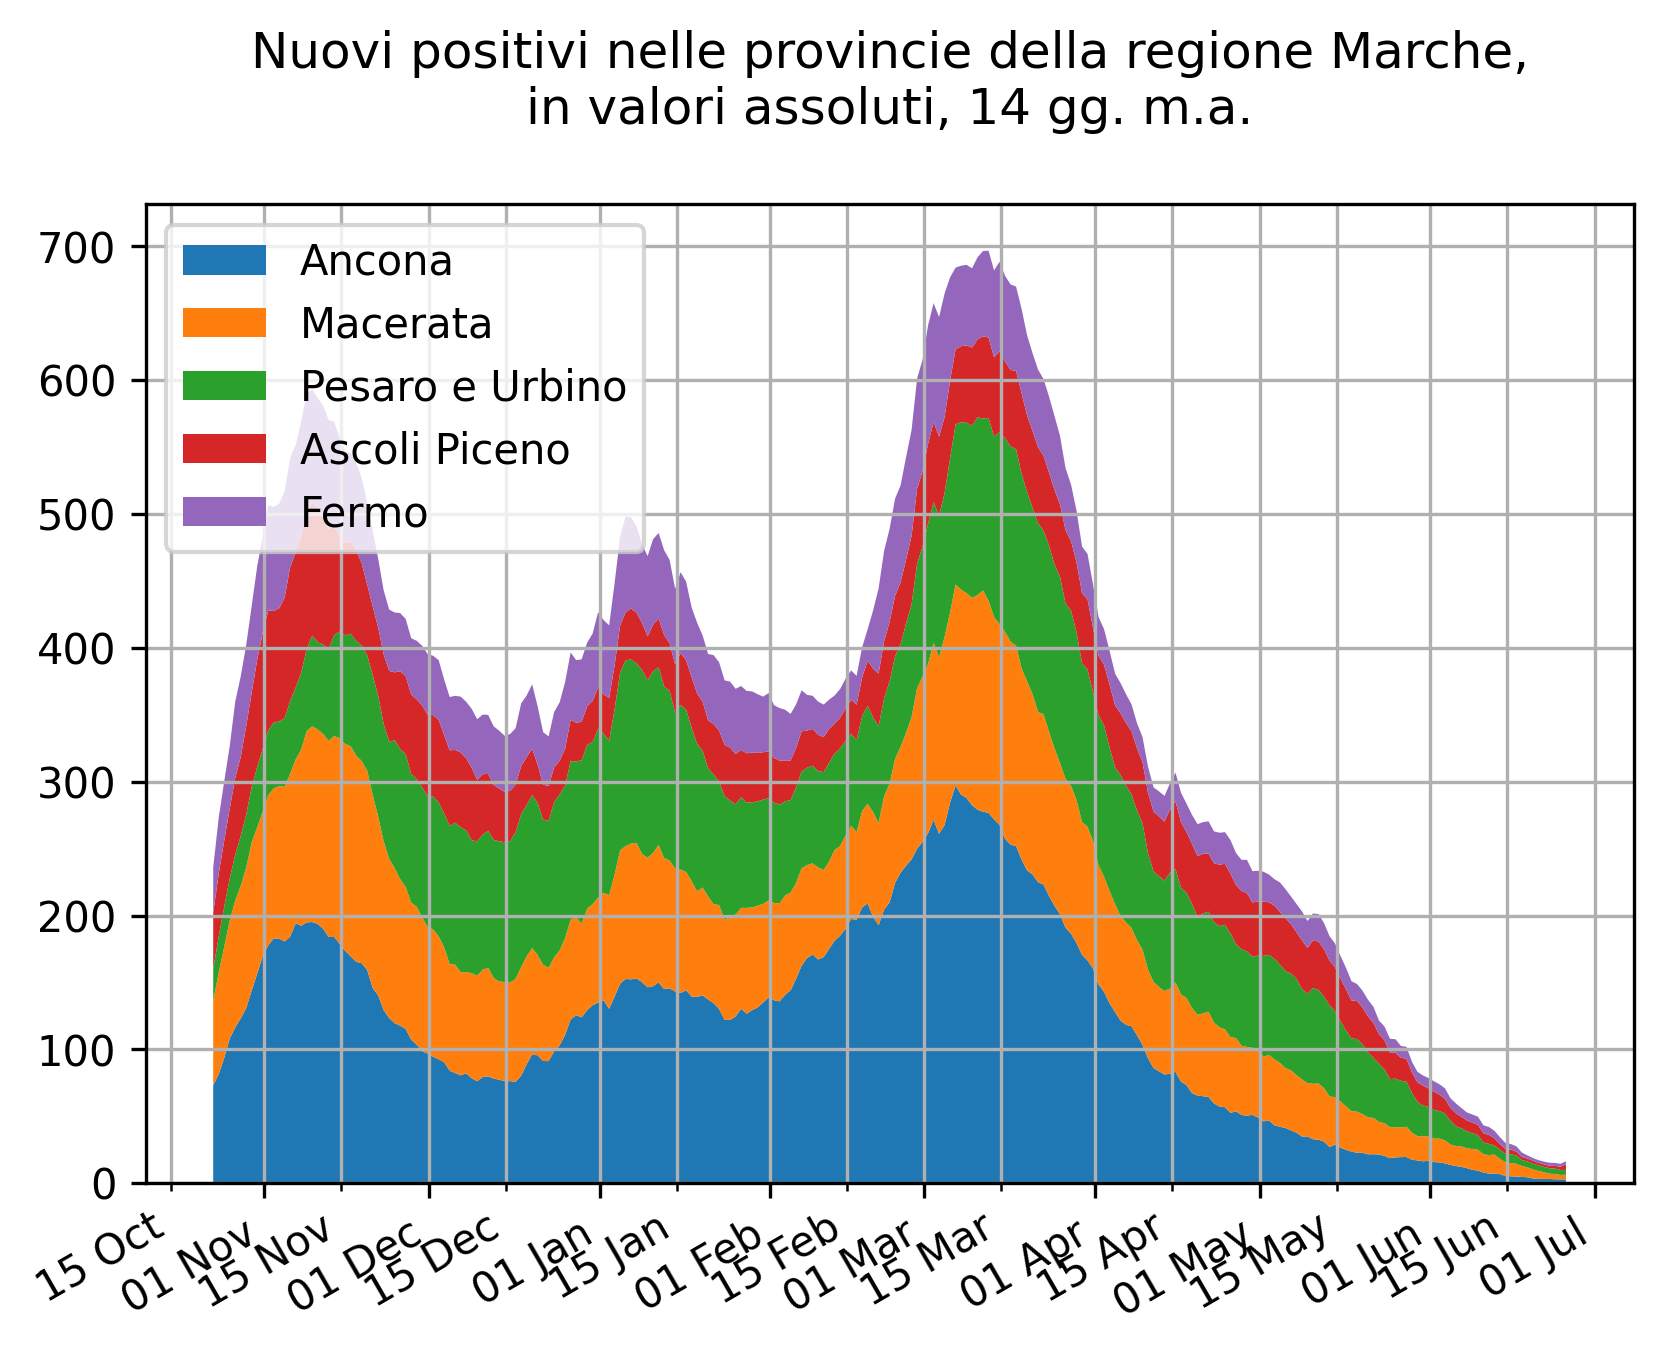 Nuovi positivi nelle provincie della regione Marche,
in valori assoluti, 14 gg. m.a.
700
600
500
400
300
200
100
0
Ancona
Macerata
Pesaro e Urbino
Ascoli Piceno
Fermo
15 Oct
01 Nov
15 Nov
01 Dec
15 Dec
01 Jan
15 Jan
01 Feb
15 Feb
01 Mar
15 Mar
01 Apr
15 Apr
01 May
15 May
01 Jun
15 Jun
01 Jul